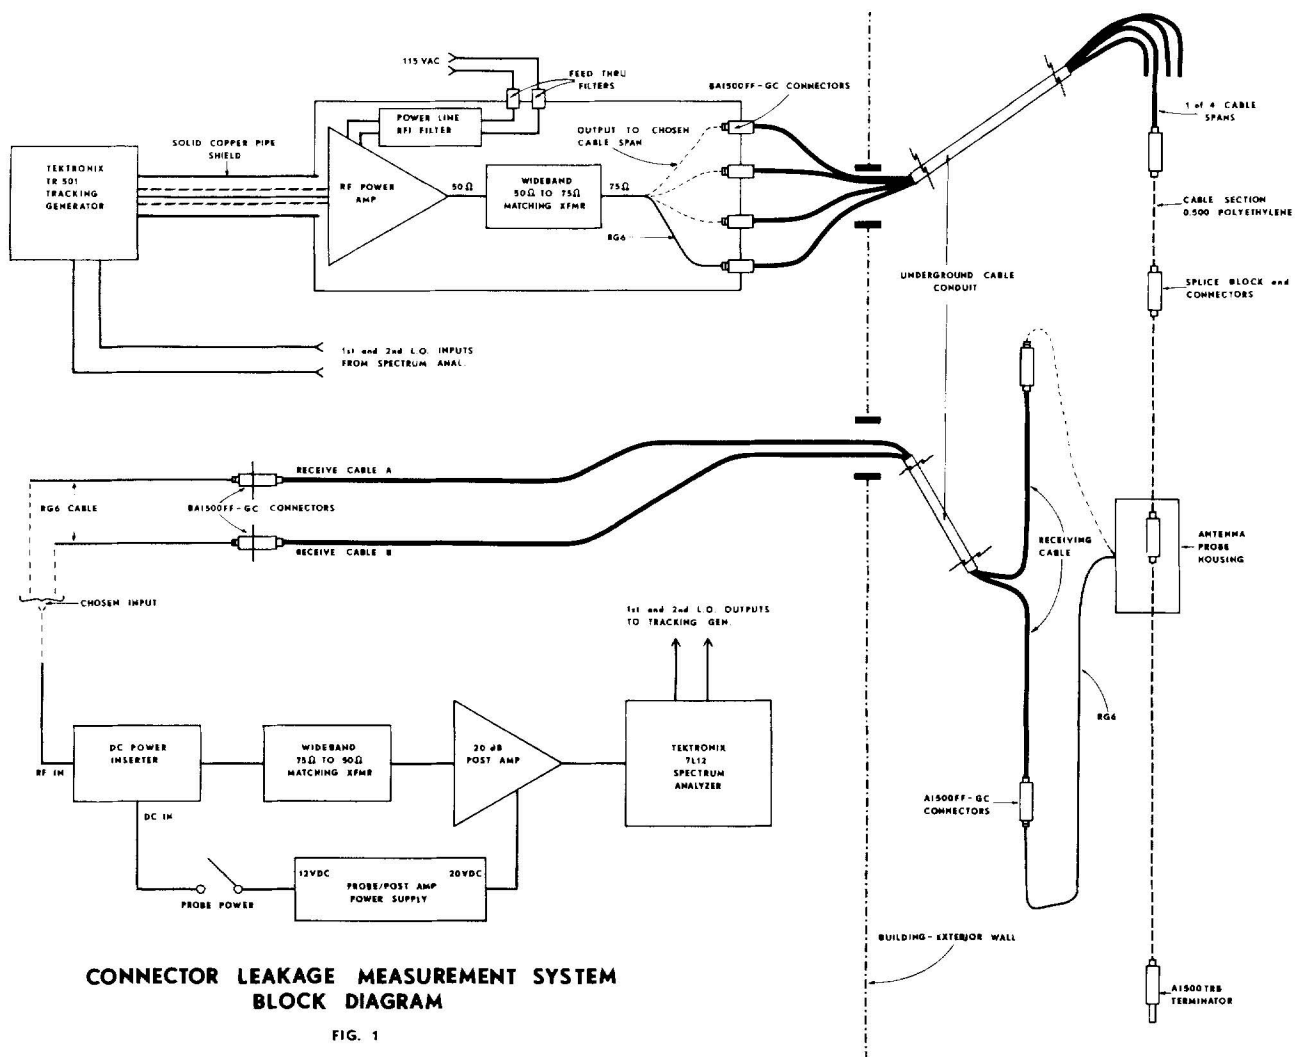 115 VAC
FEED THRU
FILTERS
BA1500FF-GC CONNECTORS
POWER LINE
RFI FILTER
OUTPUT TO CHOSEN
CABLE SPAN
1 of 4 CABLE
SPANS
SOLID COPPER PIPE
SHIELD
TEKTRONIX
TR 501
TRACKING
GENERATOR
RF POWER
AMP
50Ω
WIDEBAND
50Ω TO 75Ω
MATCHING XFMR
75Ω
RG6
CABLE SECTION
0.500 POLYETHYLENE
UNDERGROUND CABLE
CONDUIT
SPLICE BLOCK and
CONNECTORS
1st and 2nd L.O. INPUTS
FROM SPECTRUM ANAL.
RECEIVE CABLE A
RG6 CABLE
BA1500FF-GC CONNECTORS
RECEIVE CABLE B
RECEIVING
CABLE
ANTENNA
PROBE
HOUSING
CHOSEN INPUT
1st and 2nd L.O. OUTPUTS
TO TRACKING GEN.
RG6
RF IN
DC POWER
INSERTER
WIDEBAND
75Ω TO 50Ω
MATCHING XFMR
20 dB
POST AMP
TEKTRONIX
7L12
SPECTRUM
ANALYZER
A1500FF-GC
CONNECTORS
DC IN
12VDC
20VDC
PROBE/POST AMP
POWER SUPPLY
PROBE POWER
BUILDING-EXTERIOR WALL
CONNECTOR LEAKAGE MEASUREMENT SYSTEM
BLOCK DIAGRAM
A1500TRB
TERMINATOR
FIG. 1